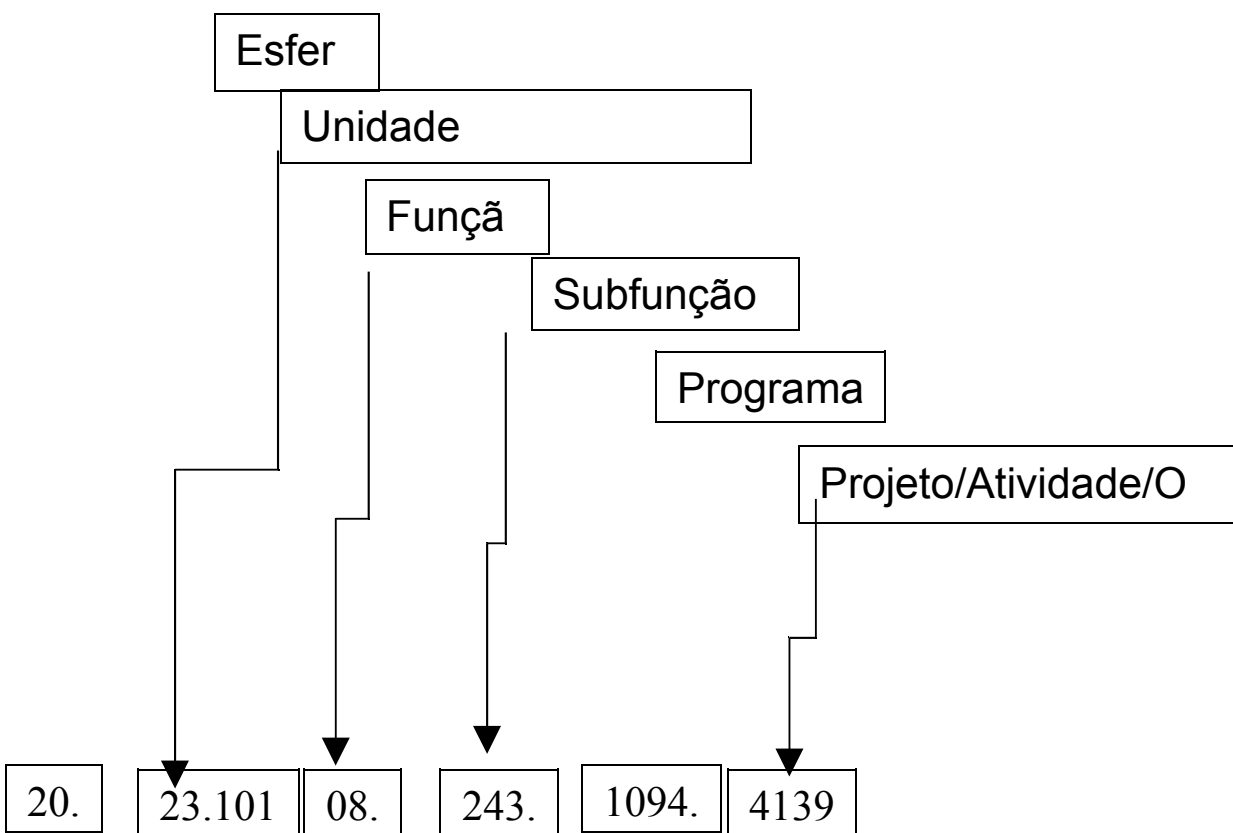 Esfer
Unidade
Funçã
Subfunção
Programa
Projeto/Atividade/O
20. 23.101 08. 243. 1094. 4139